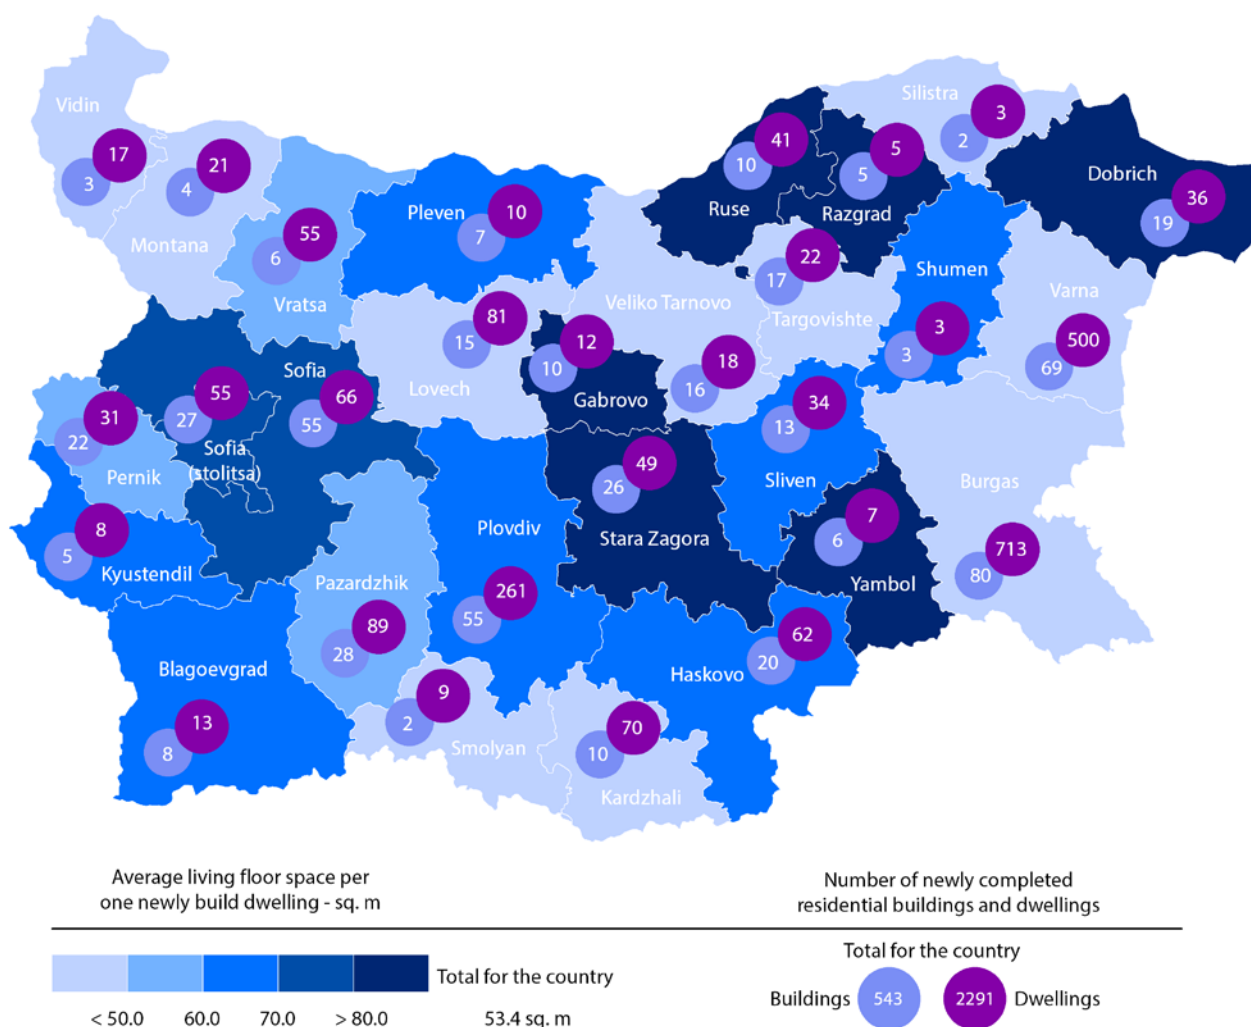 Vidin
17
3
21
4
Montana
55
6
Vratsa
Pleven
10
7
41
10
Ruse
5
5
Razgrad
Silistra
3
2
Dobrich
36
19
22
17
Targovishte
Shumen
3
3
Varna
500
69
Veliko Tarnovo
18
16
81
15
Lovech
12
10
Gabrovo
Sofia
66
55
55
27
Sofia
(stolitsa)
31
22
Pernik
8
5
Kyustendil
34
13
Sliven
49
26
Stara Zagora
7
6
Yambol
Burgas
713
80
Plovdiv
261
55
Pazardzhik
89
28
Blagoevgrad
13
8
9
2
Smolyan
70
10
Kardzhali
62
20
Haskovo
Average living floor space per
one newly build dwelling - sq. m
Total for the country
< 50.0 60.0 70.0 > 80.0 53.4 sq. m
Number of newly completed
residential buildings and dwellings
Total for the country
Buildings 543 2291 Dwellings